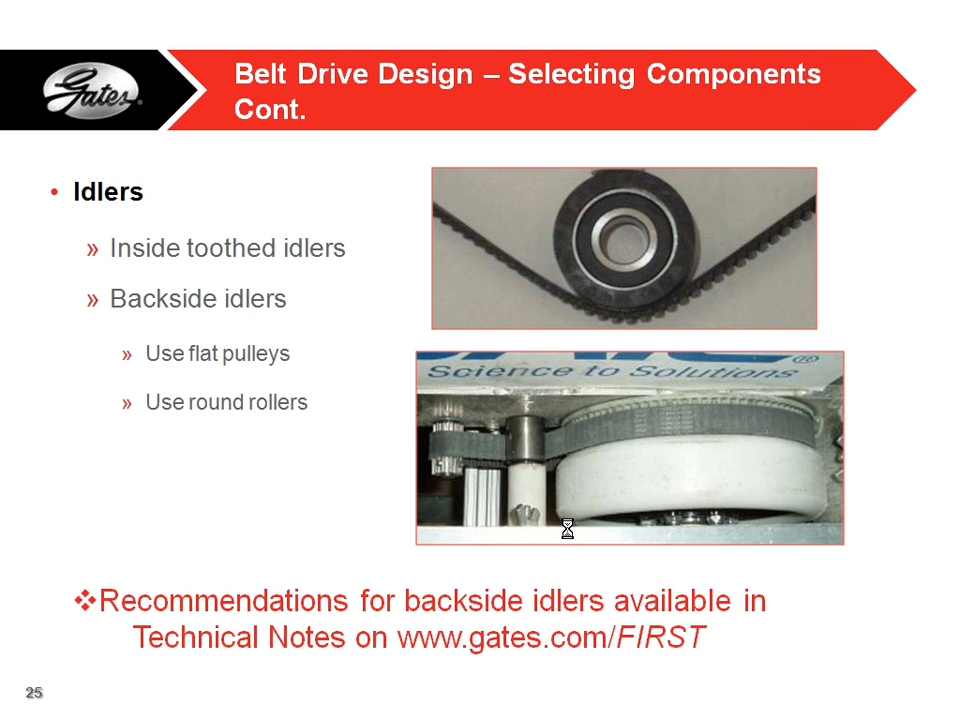 Gates®
Belt Drive Design – Selecting Components
Cont.
• Idlers
» Inside toothed idlers
» Backside idlers
» Use flat pulleys
» Use round rollers
®
Science to Solutions
❖Recommendations for backside idlers available in
Technical Notes on www.gates.com/FIRST
25